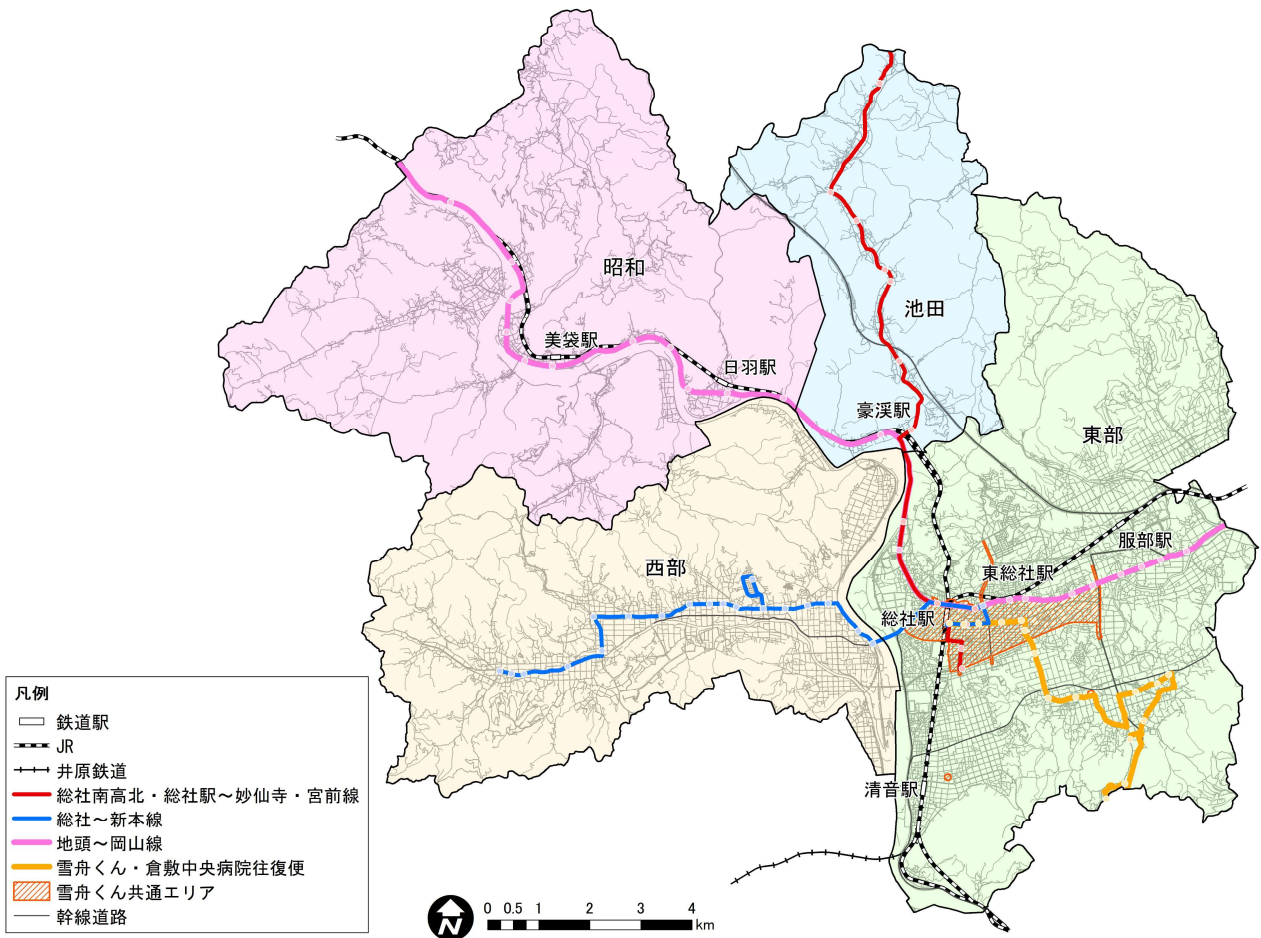 昭和
池田
美袋駅
日羽駅
豪渓駅
東部
服部駅
西部
東総社駅
総社駅
清音駅
凡例
鉄道駅
JR
井原鉄道
総社南高北・総社駅~妙仙寺・宮前線
総社~新本線
地頭~岡山線
雪舟くん・倉敷中央病院往復便
雪舟くん共通エリア
幹線道路
N
0 0.5 1 2 3 4
km